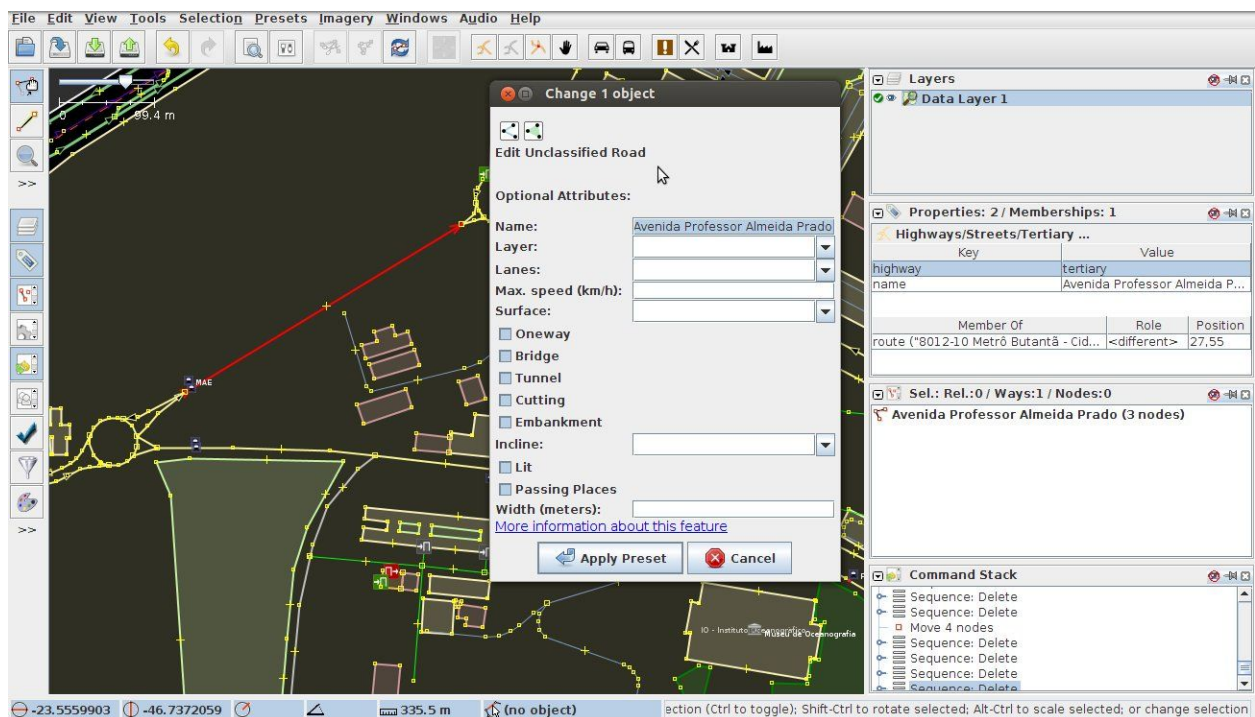 File Edit View Tools Selection Presets Imagery Windows Audio Help
0 99.4 m
MAE
IO - Instituto
Museu de Oceanografia
Change 1 object
Edit Unclassified Road
Optional Attributes:
Name: Avenida Professor Almeida Prado
Layer:
Lanes:
Max. speed (km/h):
Surface:
Oneway
Bridge
Tunnel
Cutting
Embankment
Incline:
Lit
Passing Places
Width (meters):
More information about this feature
Apply Preset Cancel
Layers
Data Layer 1
Properties: 2 / Memberships: 1
Highways/Streets/Tertiary ...
Key Value
highway tertiary
name Avenida Professor Almeida P...
Member Of Role Position
route ("8012-10 Metrô Butantã - Cid... <different> 27,55
Sel.: Rel.:0 / Ways:1 / Nodes:0
Avenida Professor Almeida Prado (3 nodes)
Command Stack
Sequence: Delete
Sequence: Delete
Move 4 nodes
Sequence: Delete
Sequence: Delete
Sequence: Delete
Sequence: Delete
>>
>>
-23.5559903 -46.7372059 335.5 m (no object) ection (Ctrl to toggle); Shift-Ctrl to rotate selected; Alt-Ctrl to scale selected; or change selection